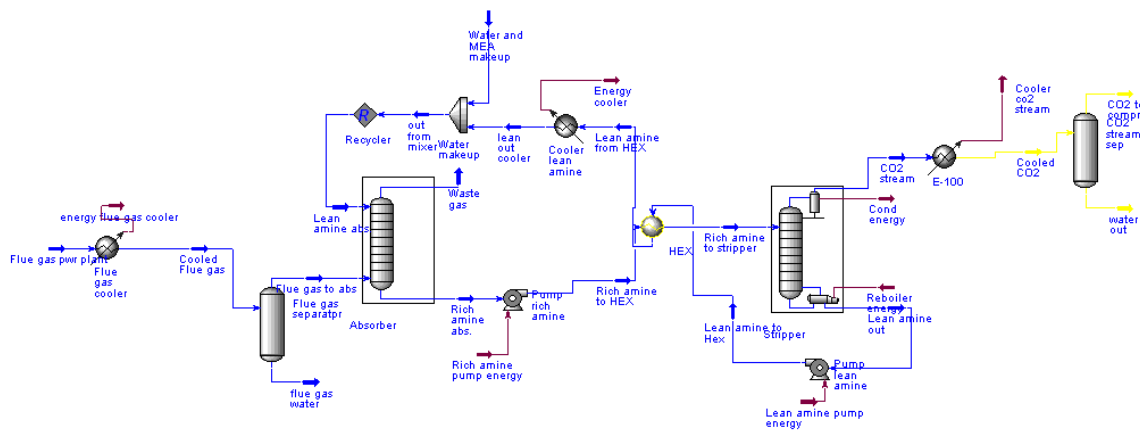 Water and
MEA
makeup
Energy
cooler
Cooler
co2
stream
CO2 to
compr
CO2
stream
sep
R
Recycler
out
from
mixer
Water
makeup
lean
out
cooler
Cooler
lean
amine
Lean amine
from HEX
CO2
stream
E-100
Cooled
CO2
Waste
gas
energy flue gas cooler
Lean
amine abs
Cond
energy
water
out
Flue gas pwr plant
Flue
gas
cooler
Cooled
Flue gas
HEX
Rich amine
to stripper
Flue gas to abs
Flue gas
separatpr
Absorber
Rich
amine
abs.
Pump
rich
amine
Rich amine
to HEX
Reboiler
energy
Lean amine
out
Lean amine to
Hex
Stripper
Rich amine
pump energy
Pump
lean
amine
flue gas
water
Lean amine pump
energy